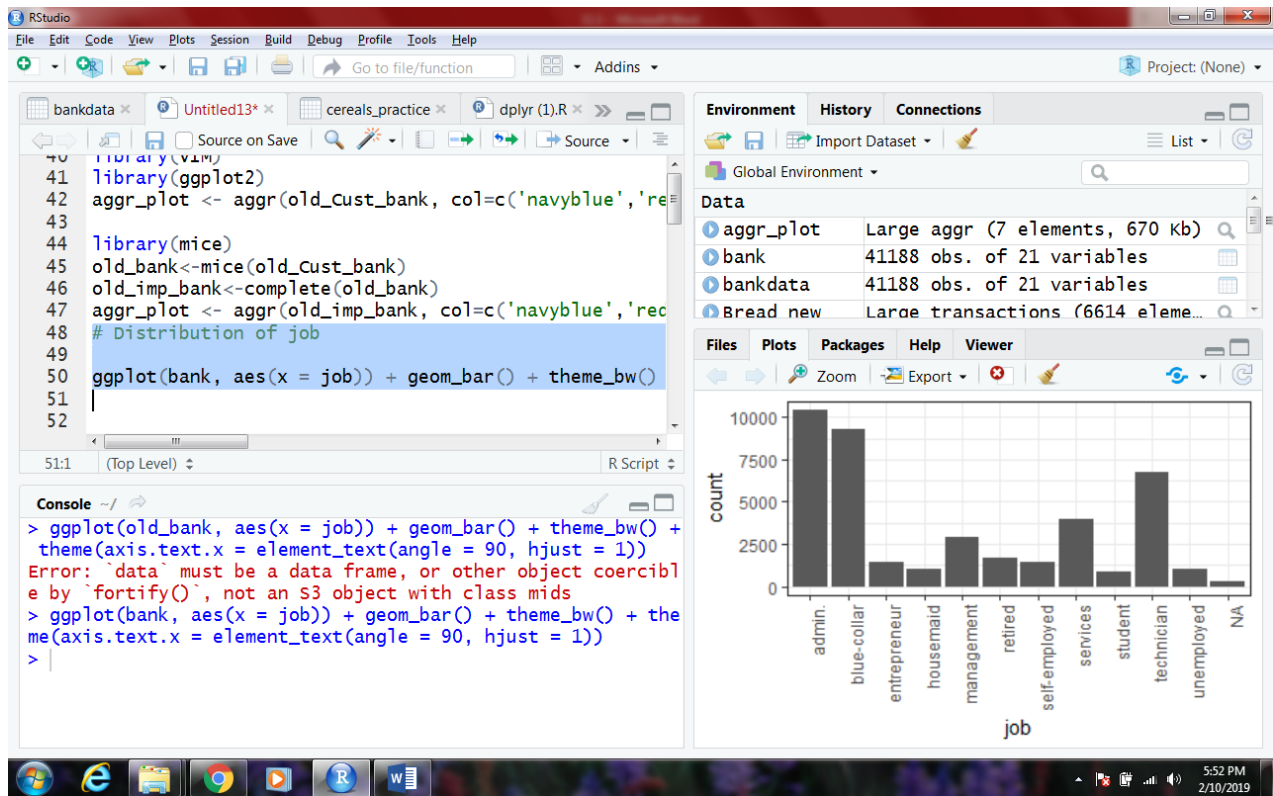 RStudio
File Edit Code View Plots Session Build Debug Profile Tools Help
Go to file/function
Addins
Project: (None)
bankdata
Untitled13*
cereals_practice
dplyr (1).R
Source on Save
Source
40 library(VIM)
41 library(ggplot2)
42 aggr_plot <- aggr(old_Cust_bank, col=c('navyblue','re
43
44 library(mice)
45 old_bank<-mice(old_Cust_bank)
46 old_imp_bank<-complete(old_bank)
47 aggr_plot <- aggr(old_imp_bank, col=c('navyblue','red
48 # Distribution of job
49
50 ggplot(bank, aes(x = job)) + geom_bar() + theme_bw()
51
52
51:1 (Top Level) R Script
Console ~/
> ggplot(old_bank, aes(x = job)) + geom_bar() + theme_bw() +
theme(axis.text.x = element_text(angle = 90, hjust = 1))
Error: `data` must be a data frame, or other object coercibl
e by `fortify()`, not an S3 object with class mids
> ggplot(bank, aes(x = job)) + geom_bar() + theme_bw() + the
me(axis.text.x = element_text(angle = 90, hjust = 1))
>
Environment History Connections
Import Dataset
List
Global Environment
Data
aggr_plot Large aggr (7 elements, 670 Kb)
bank 41188 obs. of 21 variables
bankdata 41188 obs. of 21 variables
Bread new Large transactions (6614 eleme…
Files Plots Packages Help Viewer
Zoom Export
10000
7500
5000
2500
0
count
admin.
blue-collar
entrepreneur
housemaid
management
retired
self-employed
services
student
technician
unemployed
NA
job
5:52 PM
2/10/2019